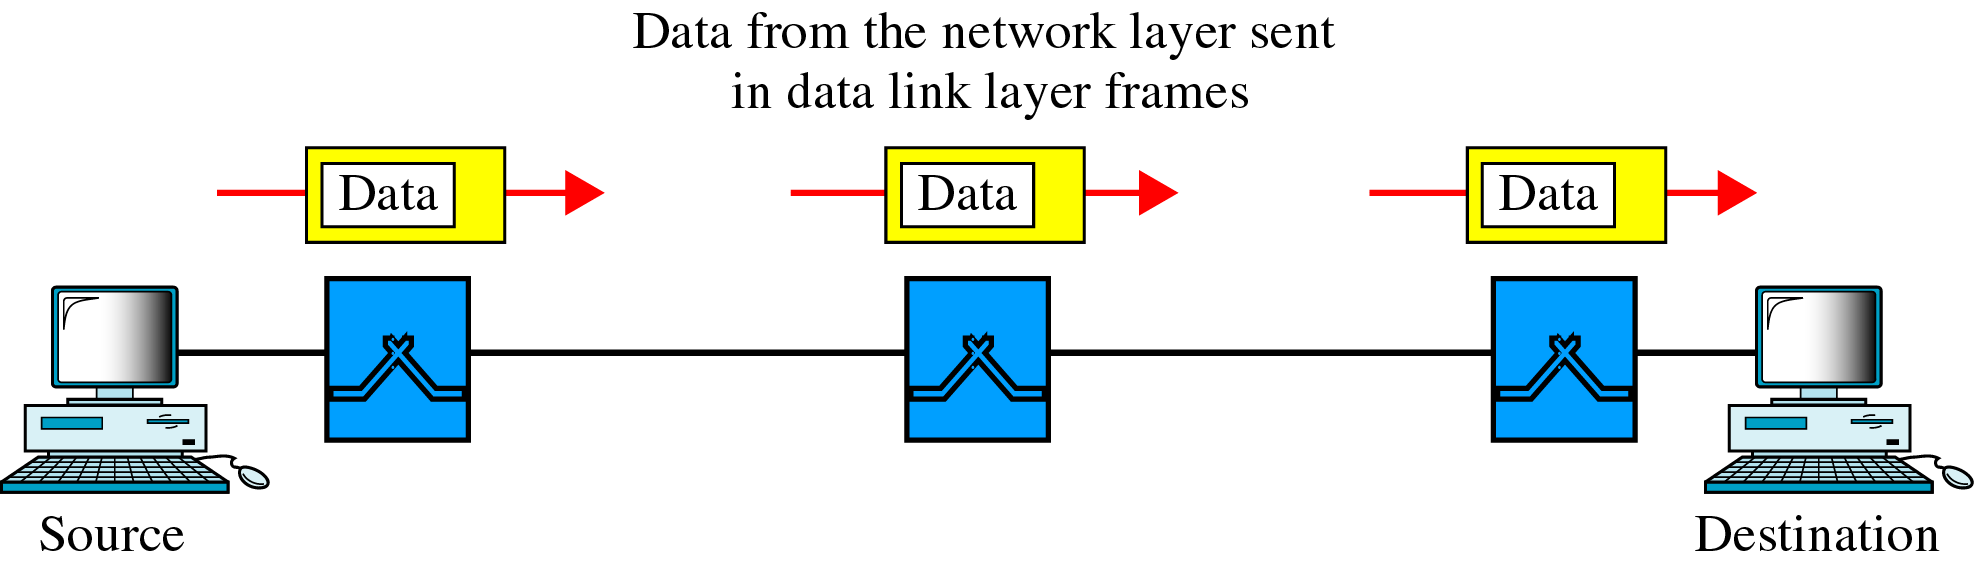 Data from the network layer sent
in data link layer frames
Data
Data
Data
Source
Destination